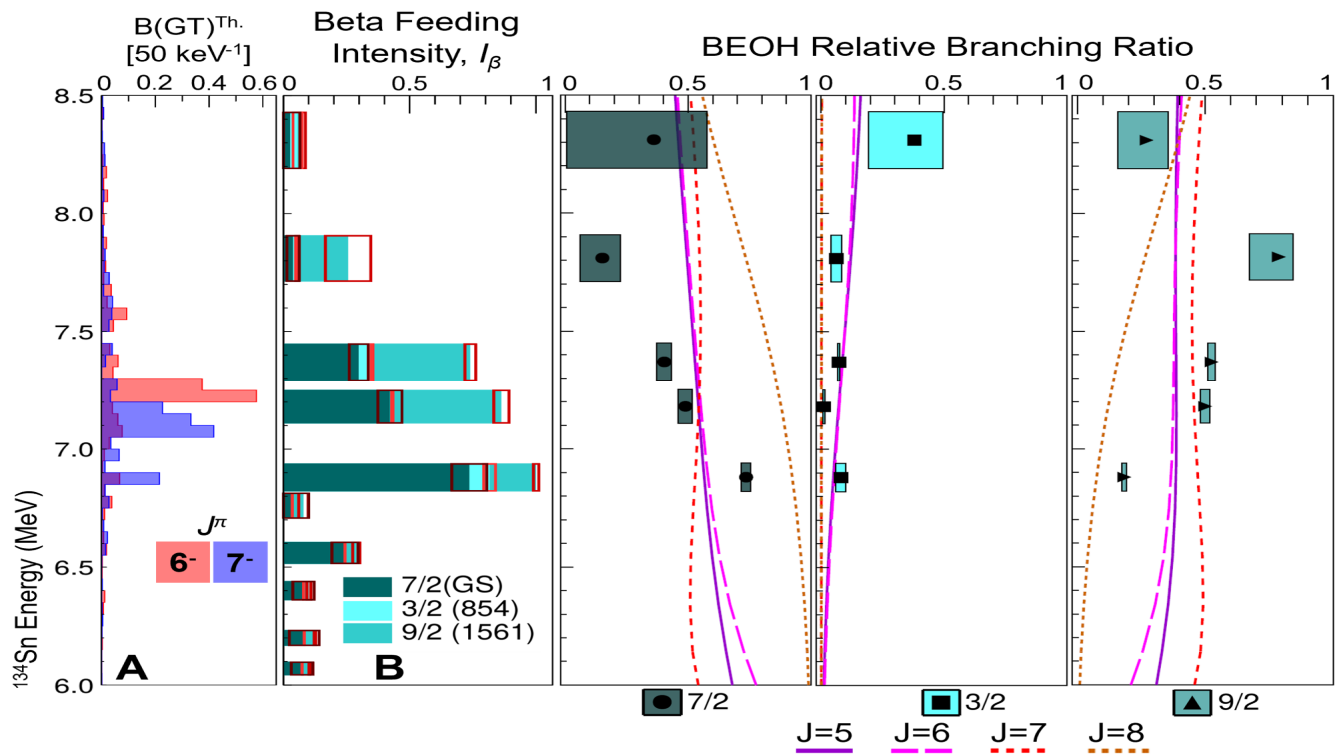 B(GT)Th.
[50 keV-1]
Beta Feeding
Intensity, Iβ
BEOH Relative Branching Ratio
0 0.2 0.4 0.6
0 0.5 1
0 0.5 1
0 0.5 1
0 0.5 1
8.5
8.0
7.5
7.0
6.5
6.0
134Sn Energy (MeV)
Jπ
6- 7-
A
7/2(GS)
3/2 (854)
9/2 (1561)
B
7/2 3/2 9/2
J=5 J=6 J=7 J=8